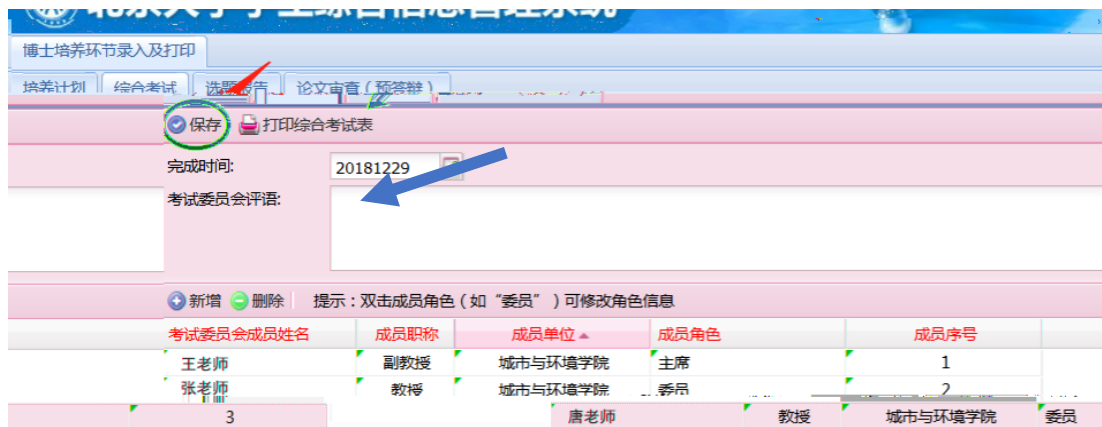 博士培养环节录入及打印
培养计划 综合考试 选题报告 论文审查（预答辩）
保存 打印综合考试表
完成时间: 20181229
考试委员会评语:
新增 删除 提示：双击成员角色（如“委员”）可修改角色信息
考试委员会成员姓名 成员职称 成员单位 成员角色 成员序号
王老师 副教授 城市与环境学院 主席 1
张老师 教授 城市与环境学院 委员 2
3 唐老师 教授 城市与环境学院 委员